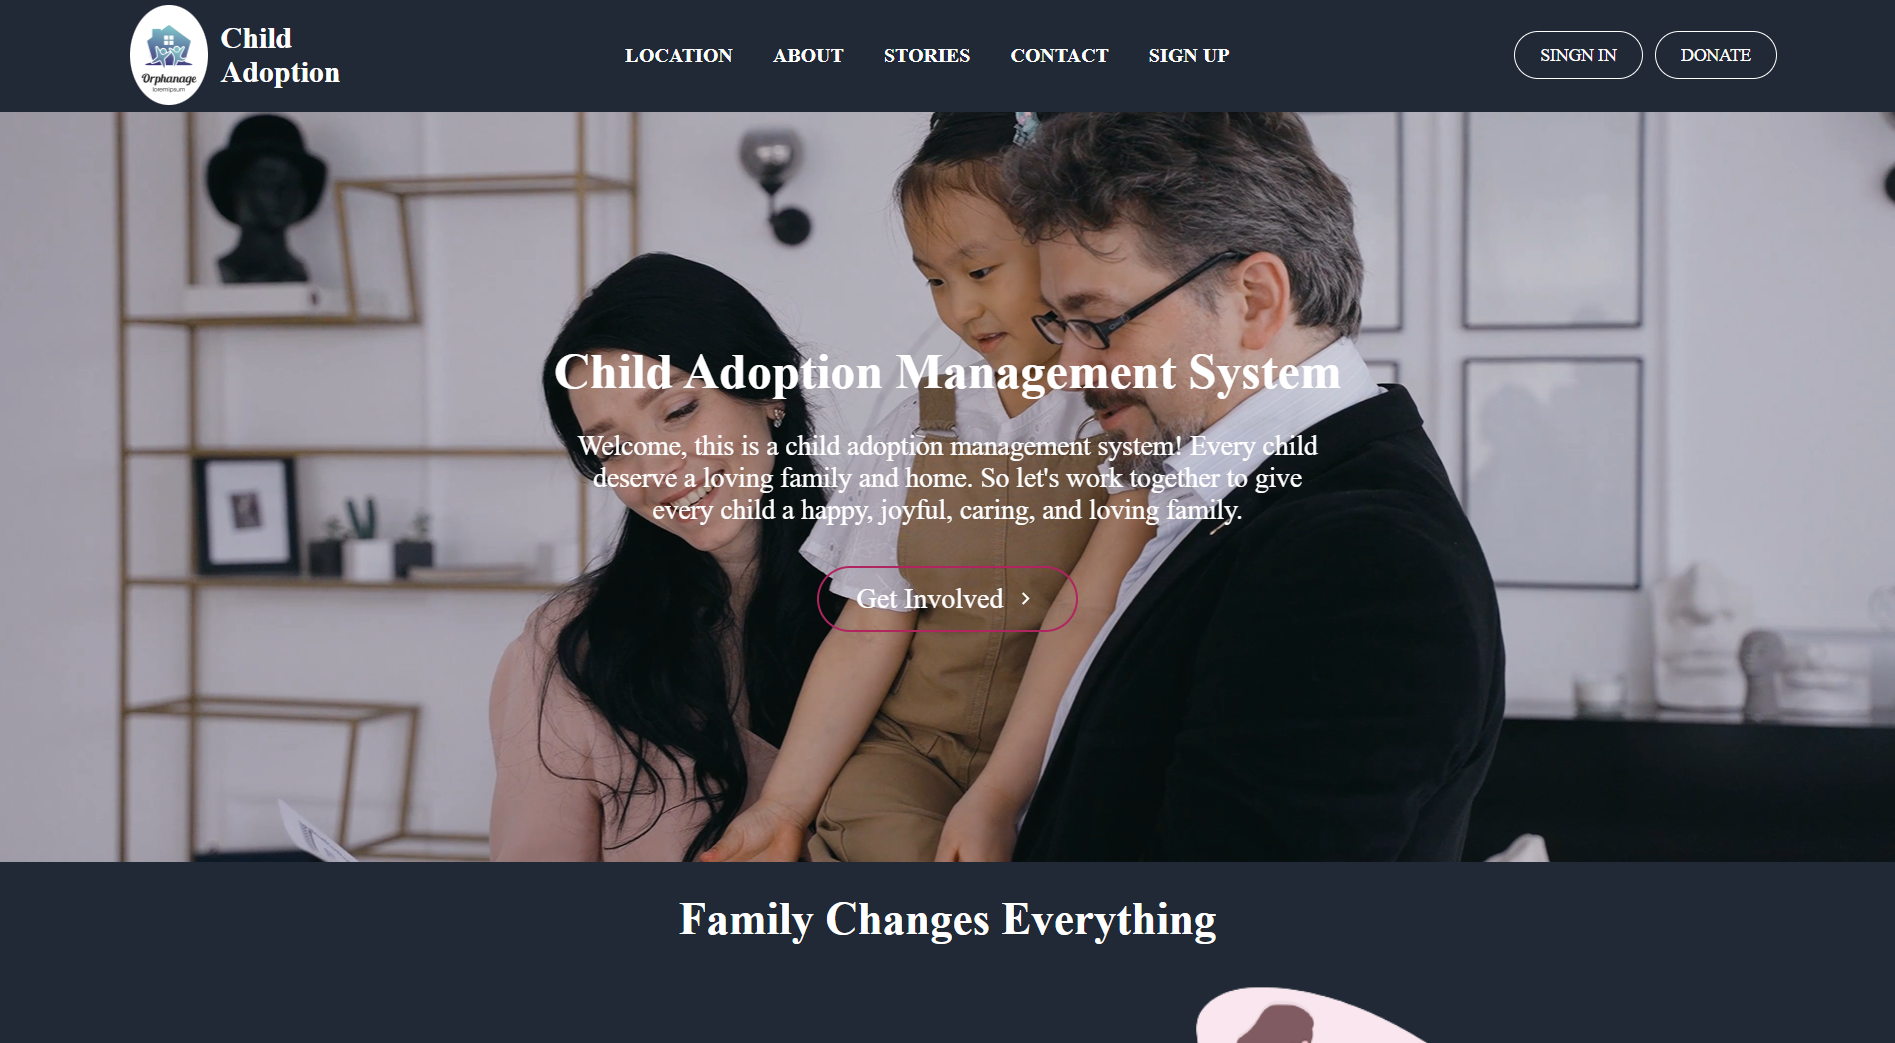 Orphanage
loremipsum
Child
Adoption
LOCATION ABOUT STORIES CONTACT SIGN UP
SINGN IN DONATE
Child Adoption Management System
Welcome, this is a child adoption management system! Every child
deserve a loving family and home. So let's work together to give
every child a happy, joyful, caring, and loving family.
Get Involved
Family Changes Everything